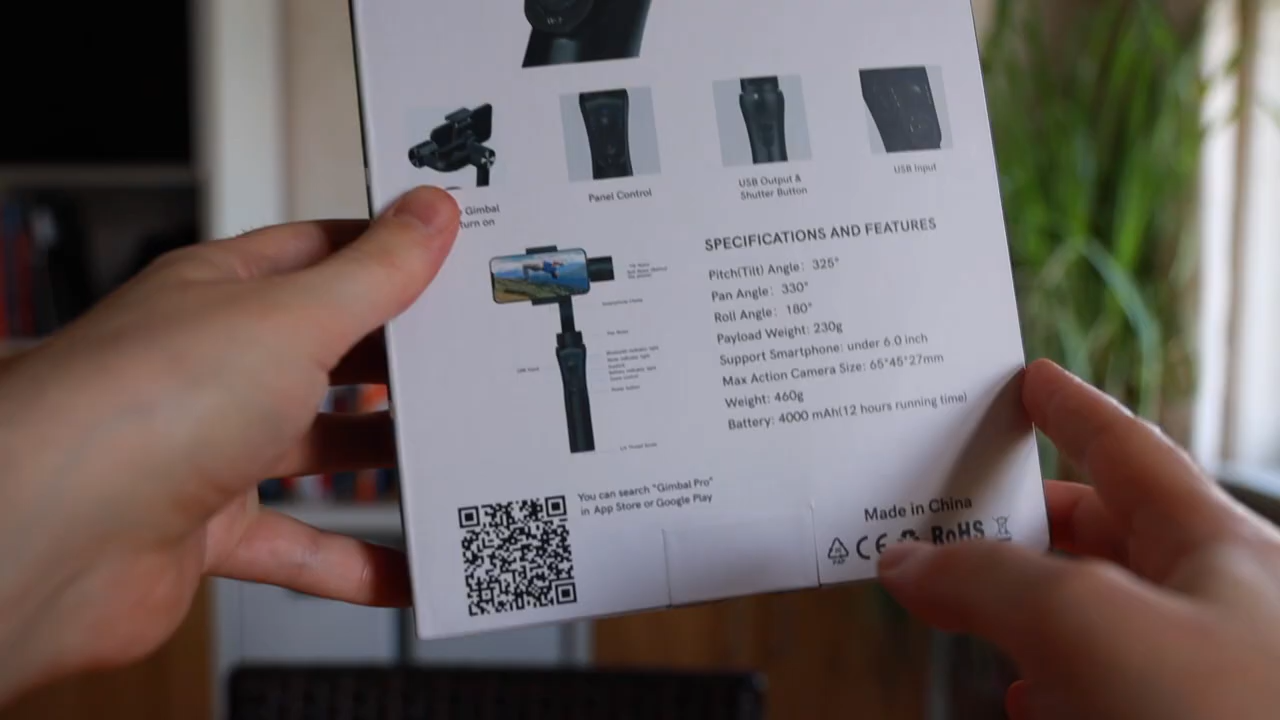 Gimbal
Turn on
Panel Control
USB Output &
Shutter Button
USB Input
SPECIFICATIONS AND FEATURES
Pitch(Tilt) Angle: 325°
Pan Angle: 330°
Roll Angle: 180°
Payload Weight: 230g
Support Smartphone: under 6.0 inch
Max Action Camera Size: 65*45*27mm
Weight: 460g
Battery: 4000 mAh(12 hours running time)
You can search "Gimbal Pro"
in App Store or Google Play
Made in China
CE RoHS
PAP